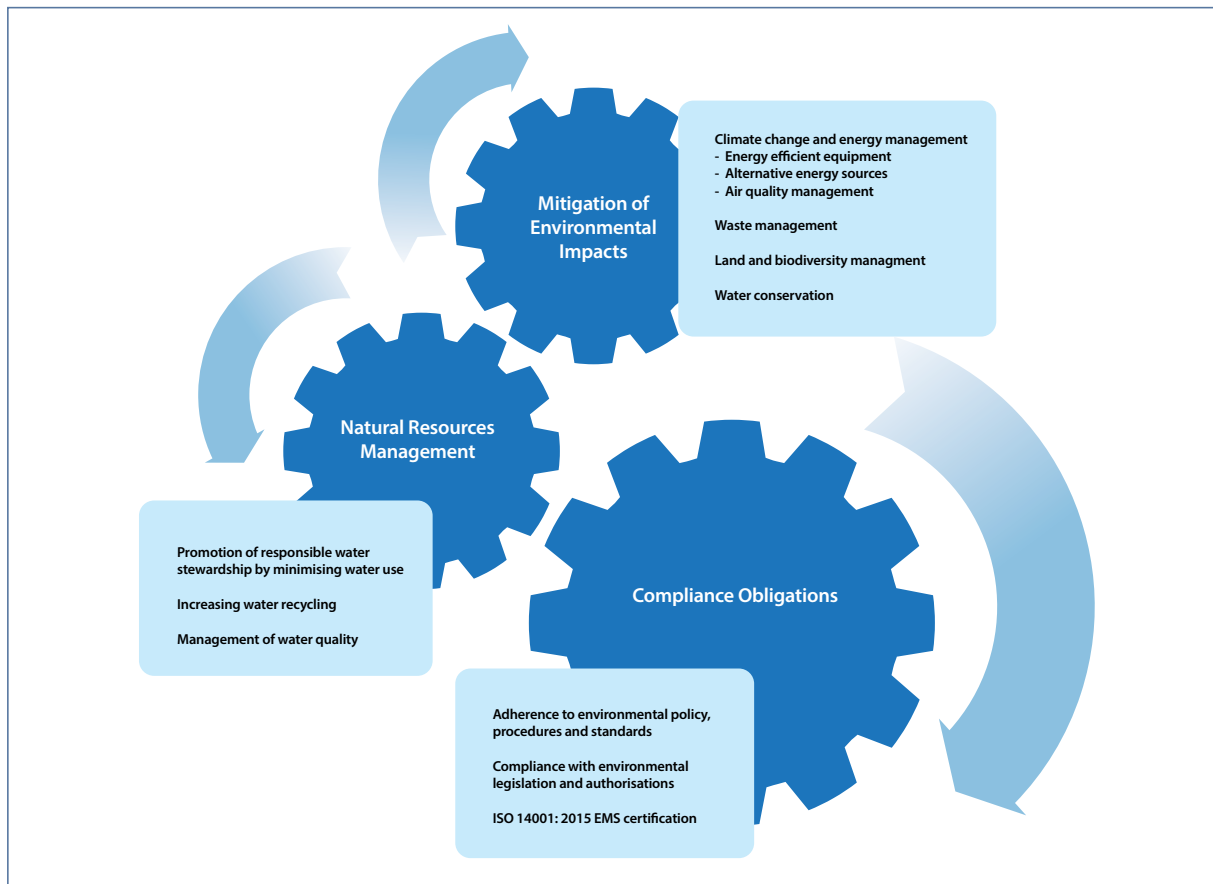 Mitigation of
Environmental
Impacts
Climate change and energy management
- Energy efficient equipment
- Alternative energy sources
- Air quality management
Waste management
Land and biodiversity managment
Water conservation
Natural Resources
Management
Promotion of responsible water
stewardship by minimising water use
Increasing water recycling
Management of water quality
Compliance Obligations
Adherence to environmental policy,
procedures and standards
Compliance with environmental
legislation and authorisations
ISO 14001: 2015 EMS certification